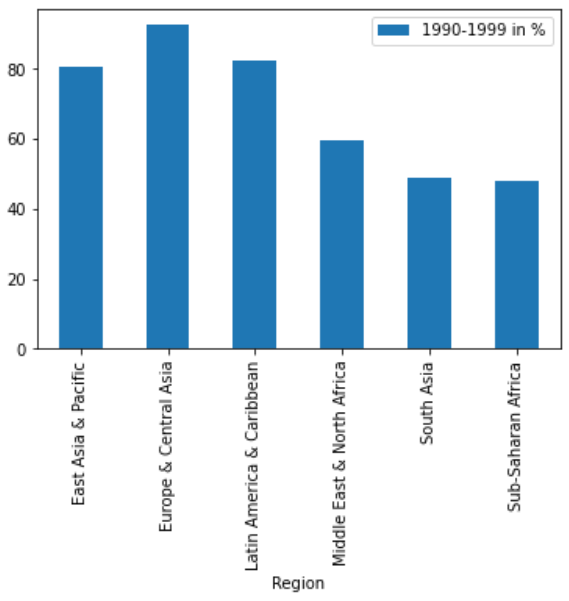 1990-1999 in %
80
60
40
20
0
East Asia & Pacific
Europe & Central Asia
Latin America & Caribbean
Middle East & North Africa
South Asia
Sub-Saharan Africa
Region